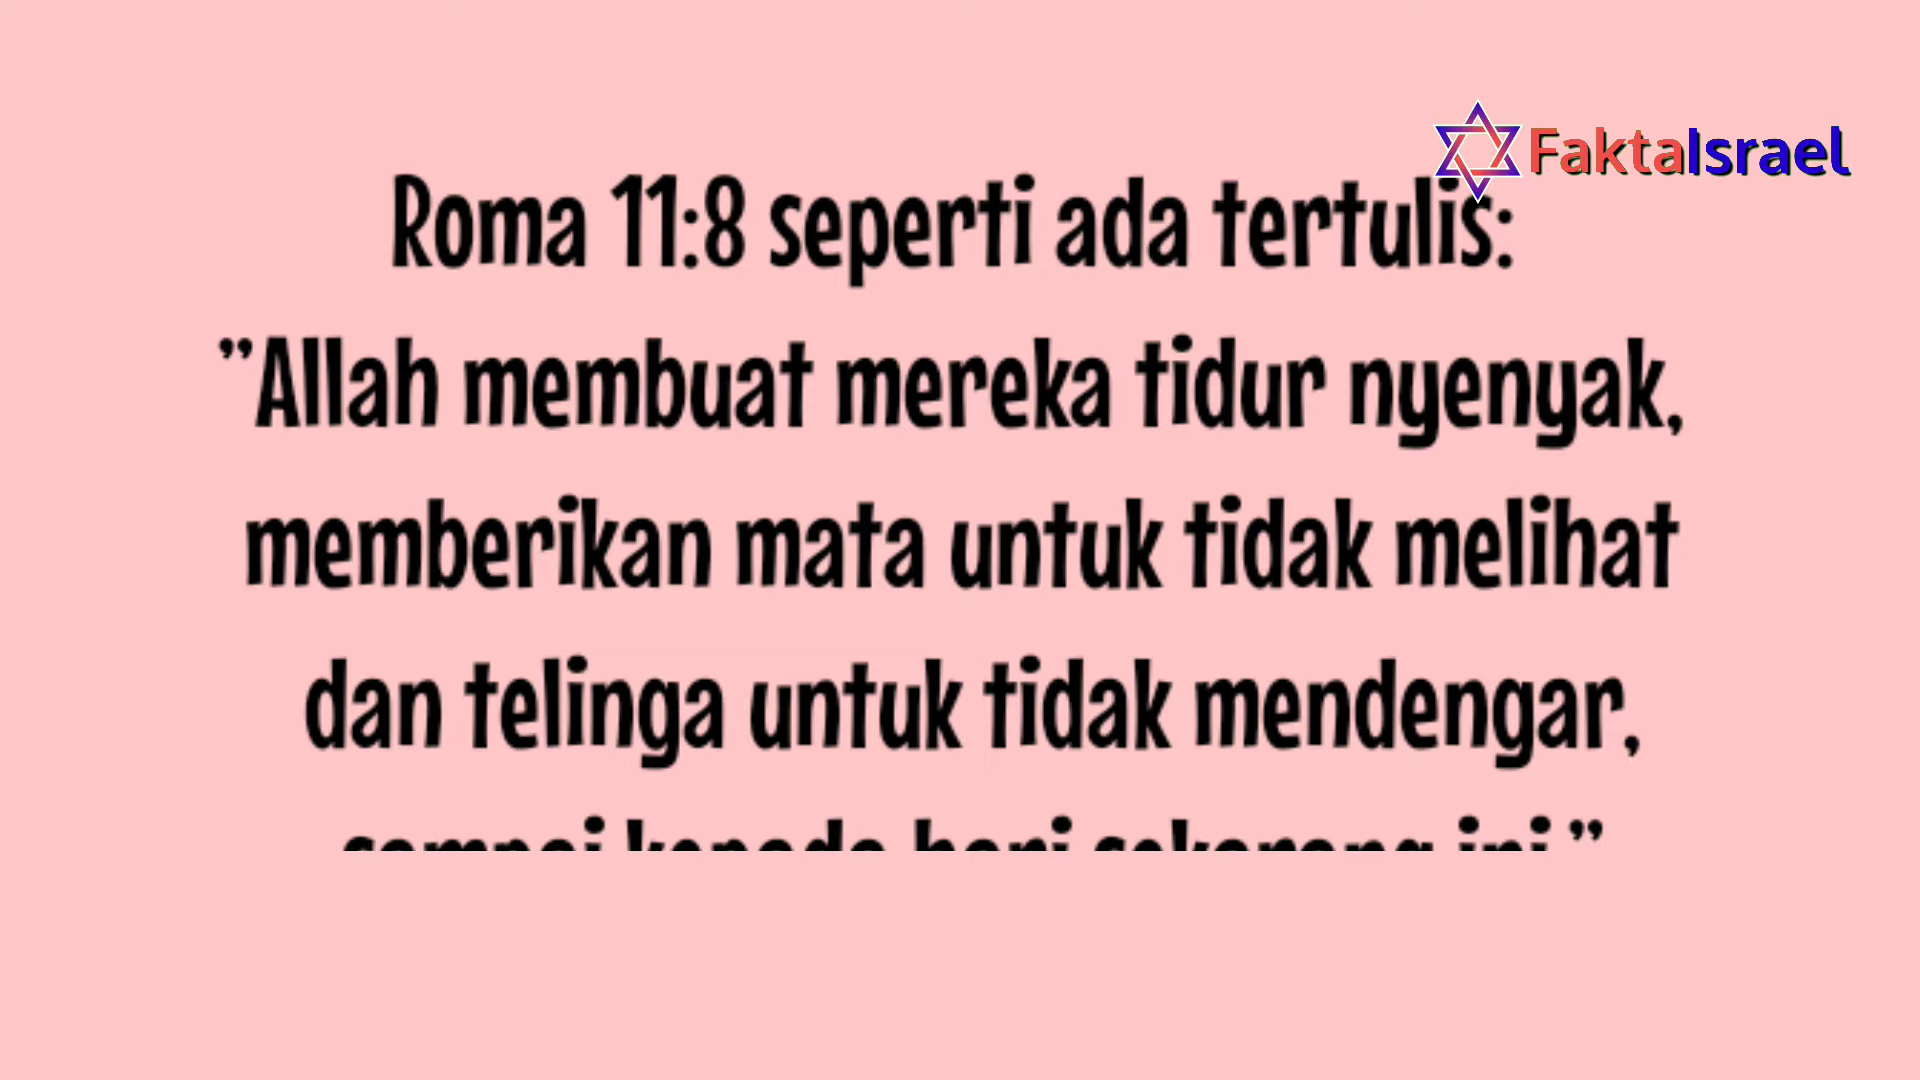 FaktaIsrael
Roma 11:8 seperti ada tertulis:
”Allah membuat mereka tidur nyenyak,
memberikan mata untuk tidak melihat
dan telinga untuk tidak mendengar,
sampai kepada hari sekarang ini.”